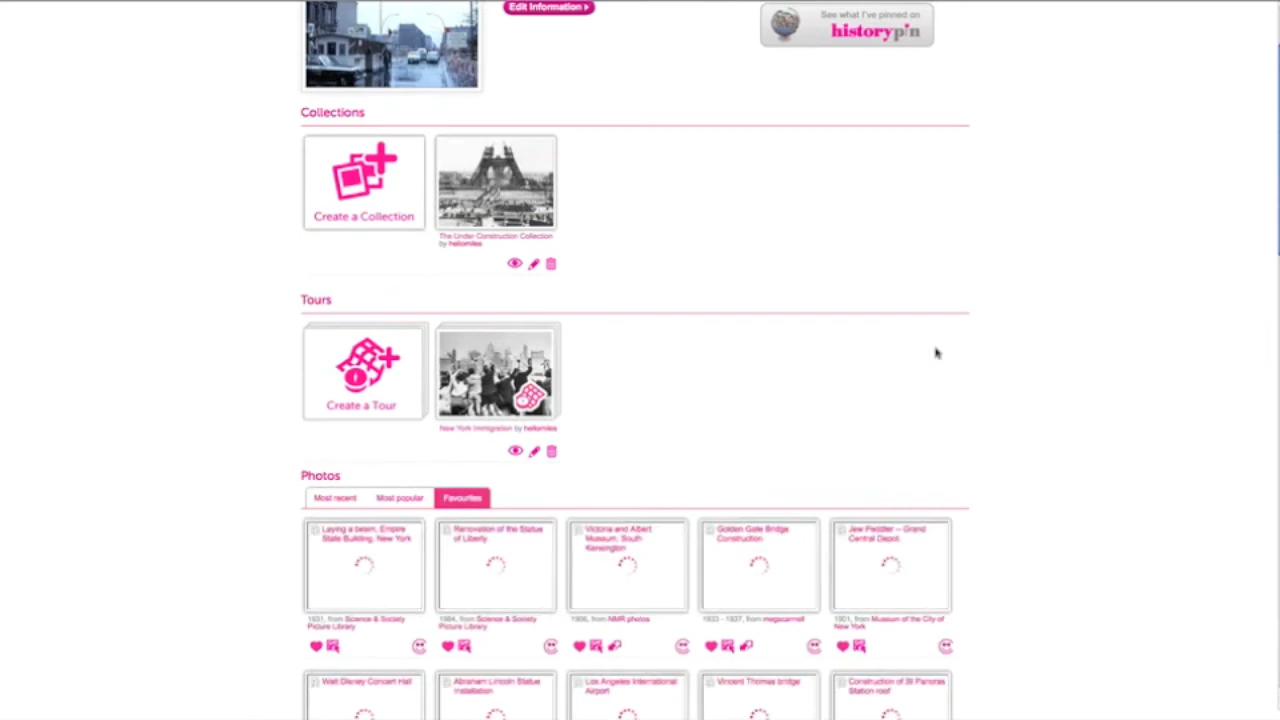 Edit Information
See what I've pinned on
historypin
Collections
Create a Collection
The Under Construction Collection
by hellomiles
Tours
Create a Tour
New York Immigration by hellomiles
Photos
Most recent
Most popular
Favourites
Laying a beam, Empire
State Building, New York
Renovation of the Statue
of Liberty
Victoria and Albert
Museum, South
Kensington
Golden Gate Bridge
Construction
Jew Peddler -- Grand
Central Depot.
1931, from Science & Society
Picture Library
1984, from Science & Society
Picture Library
1906, from NMR photos
1933 - 1937, from megacarnell
1901, from Museum of the City of
New York
Walt Disney Concert Hall
Abraham Lincoln Statue
Installation
Los Angeles International
Airport
Vincent Thomas bridge
Construction of St Pancras
Station roof